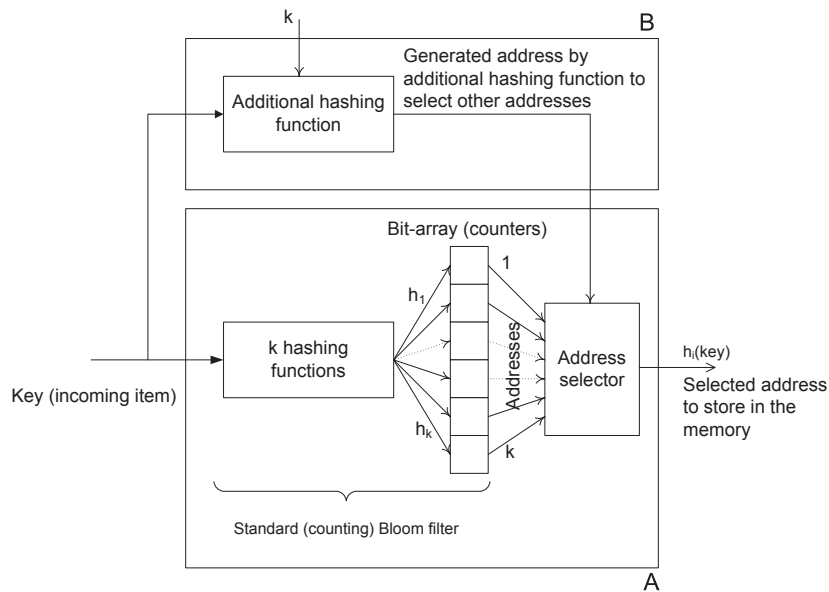 k
B
Generated address by
additional hashing function to
select other addresses
Additional hashing
function
Bit-array (counters)
1
h1
k hashing
functions
Addresses
Address
selector
hi(key)
Key (incoming item)
Selected address
to store in the
memory
hk
k
Standard (counting) Bloom filter
A